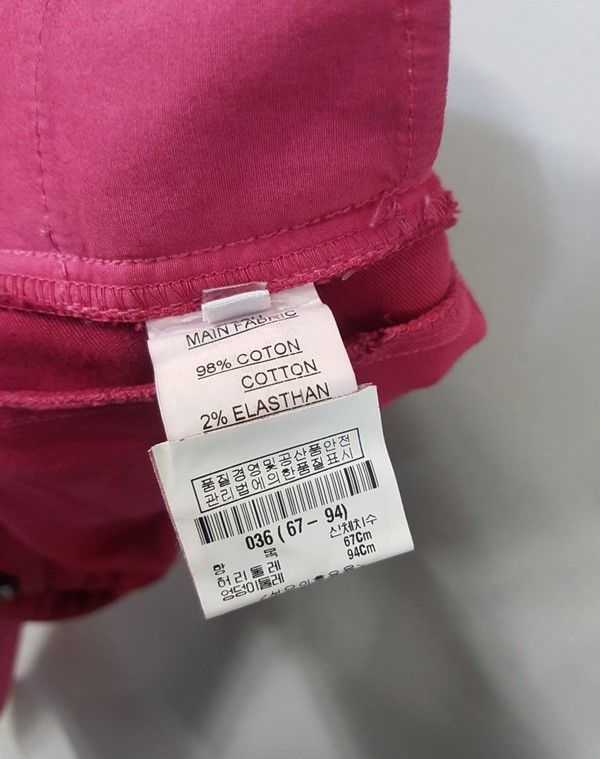 MAIN FABRIC
98% COTON
COTTON
2% ELASTHAN
품질경영및공산품안전
관리법에의한품질표시
036 (67-94)
항 목 신체치수
허리둘레 67Cm
엉덩이둘레 94Cm